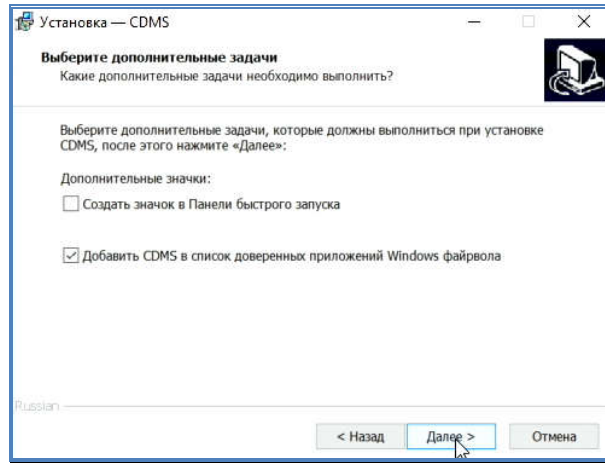 Установка — CDMS
Выберите дополнительные задачи
Какие дополнительные задачи необходимо выполнить?
Выберите дополнительные задачи, которые должны выполниться при установке
CDMS, после этого нажмите «Далее»:
Дополнительные значки:
Создать значок в Панели быстрого запуска
Добавить CDMS в список доверенных приложений Windows файрвола
Russian
< Назад Далее > Отмена